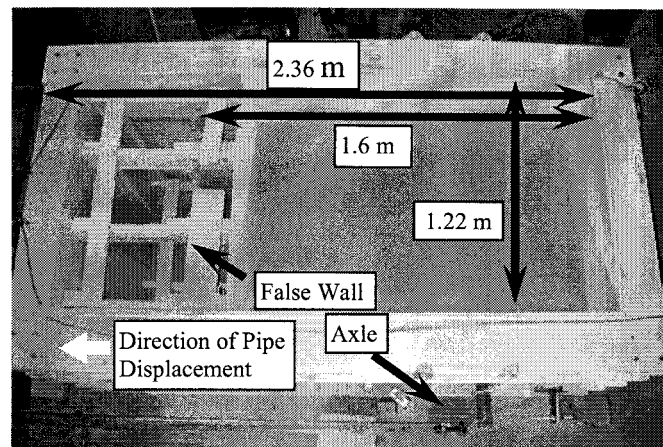 2.36 m
1.6 m
1.22 m
False Wall
Axle
Direction of Pipe
Displacement